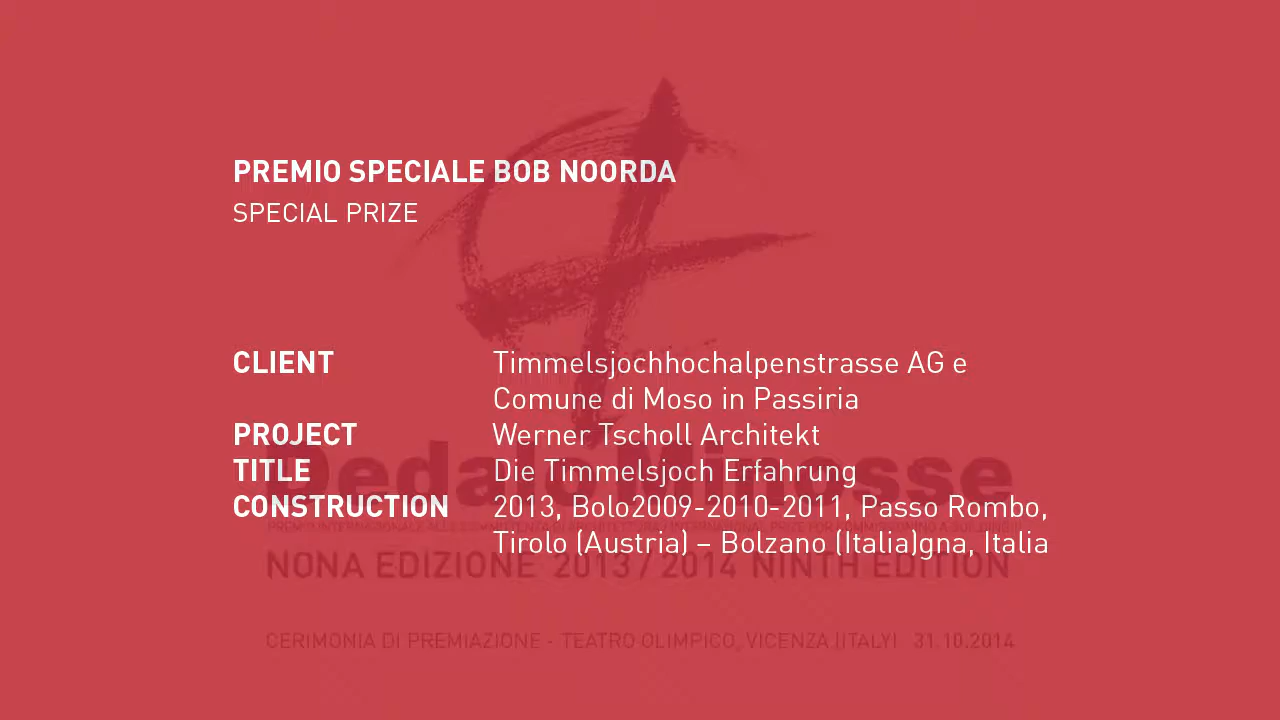 PREMIO SPECIALE BOB NOORDA
SPECIAL PRIZE
CLIENT Timmelsjochhochalpenstrasse AG e
Comune di Moso in Passiria
PROJECT Werner Tscholl Architekt
TITLE Die Timmelsjoch Erfahrung
Dedalo Minosse
CONSTRUCTION 2013, Bolo2009-2010-2011, Passo Rombo,
Tirolo (Austria) – Bolzano (Italia)gna, Italia
NONA EDIZIONE 2013/2014 NINTH EDITION
CERIMONIA DI PREMIAZIONE - TEATRO OLIMPICO, VICENZA (ITALY) 31.10.2014